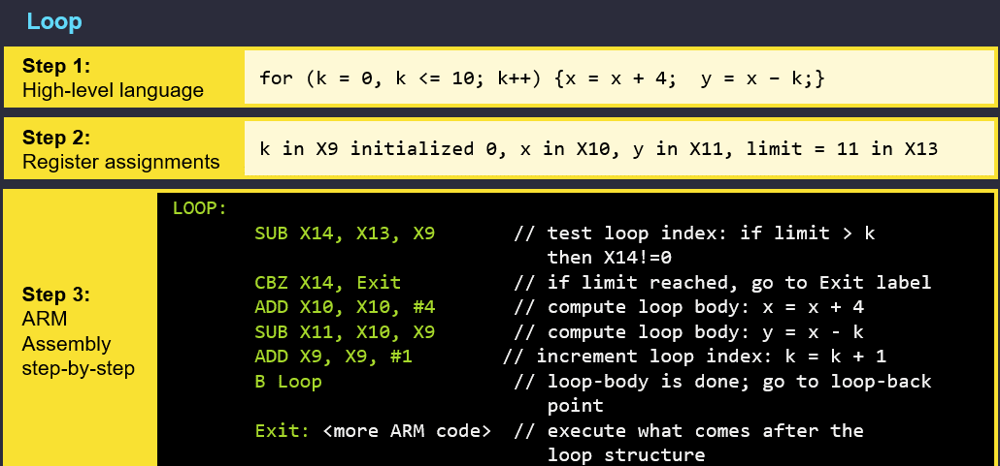 Loop
Step 1:
High-level language
for (k = 0, k <= 10; k++) {x = x + 4;  y = x – k;}
Step 2:
Register assignments
k in X9 initialized 0, x in X10, y in X11, limit = 11 in X13
Step 3:
ARM
Assembly
step-by-step
LOOP:
SUB X14, X13, X9 // test loop index: if limit > k
then X14!=0
CBZ X14, Exit // if limit reached, go to Exit label
ADD X10, X10, #4 // compute loop body: x = x + 4
SUB X11, X10, X9 // compute loop body: y = x - k
ADD X9, X9, #1 // increment loop index: k = k + 1
B Loop // loop-body is done; go to loop-back
point
Exit: <more ARM code> // execute what comes after the
loop structure